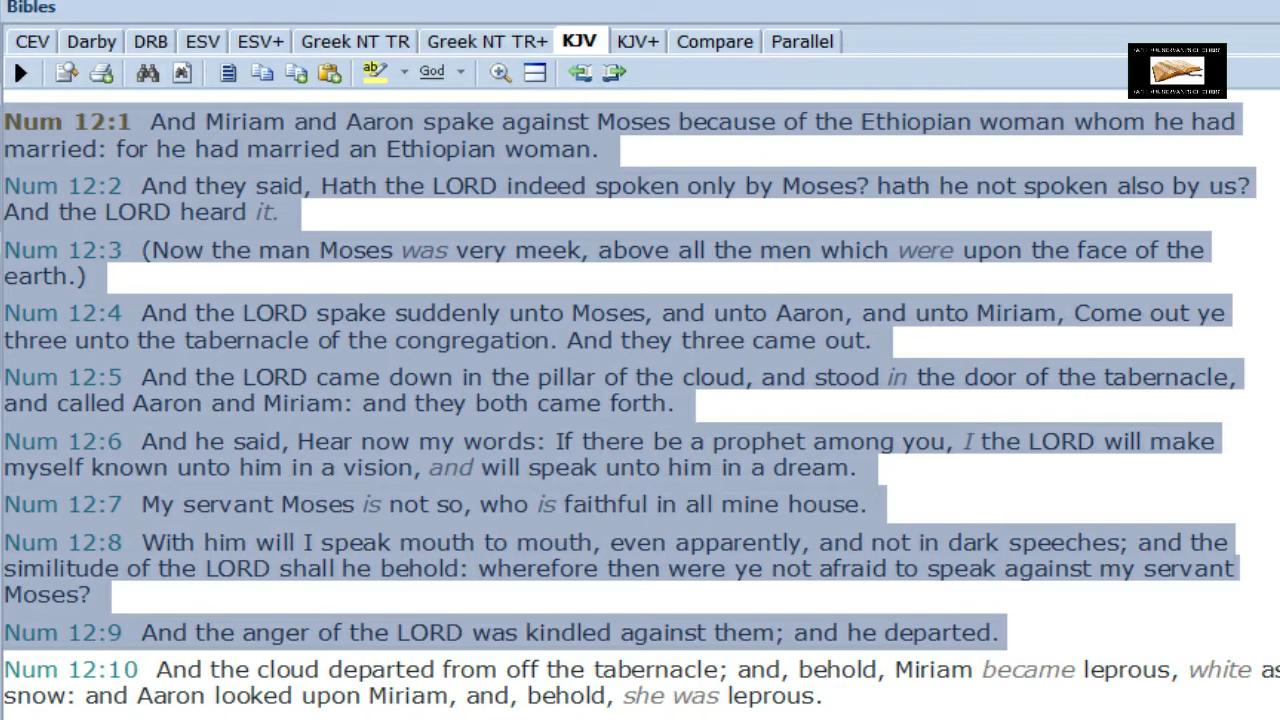 Bibles
CEV Darby DRB ESV ESV+ Greek NT TR Greek NT TR+ KJV KJV+ Compare Parallel
ab God
Num 12:1 And Miriam and Aaron spake against Moses because of the Ethiopian woman whom he had
married: for he had married an Ethiopian woman.
Num 12:2 And they said, Hath the LORD indeed spoken only by Moses? hath he not spoken also by us?
And the LORD heard it.
Num 12:3 (Now the man Moses was very meek, above all the men which were upon the face of the
earth.)
Num 12:4 And the LORD spake suddenly unto Moses, and unto Aaron, and unto Miriam, Come out ye
three unto the tabernacle of the congregation. And they three came out.
Num 12:5 And the LORD came down in the pillar of the cloud, and stood in the door of the tabernacle,
and called Aaron and Miriam: and they both came forth.
Num 12:6 And he said, Hear now my words: If there be a prophet among you, I the LORD will make
myself known unto him in a vision, and will speak unto him in a dream.
Num 12:7 My servant Moses is not so, who is faithful in all mine house.
Num 12:8 With him will I speak mouth to mouth, even apparently, and not in dark speeches; and the
similitude of the LORD shall he behold: wherefore then were ye not afraid to speak against my servant
Moses?
Num 12:9 And the anger of the LORD was kindled against them; and he departed.
Num 12:10 And the cloud departed from off the tabernacle; and, behold, Miriam became leprous, white as
snow: and Aaron looked upon Miriam, and, behold, she was leprous.